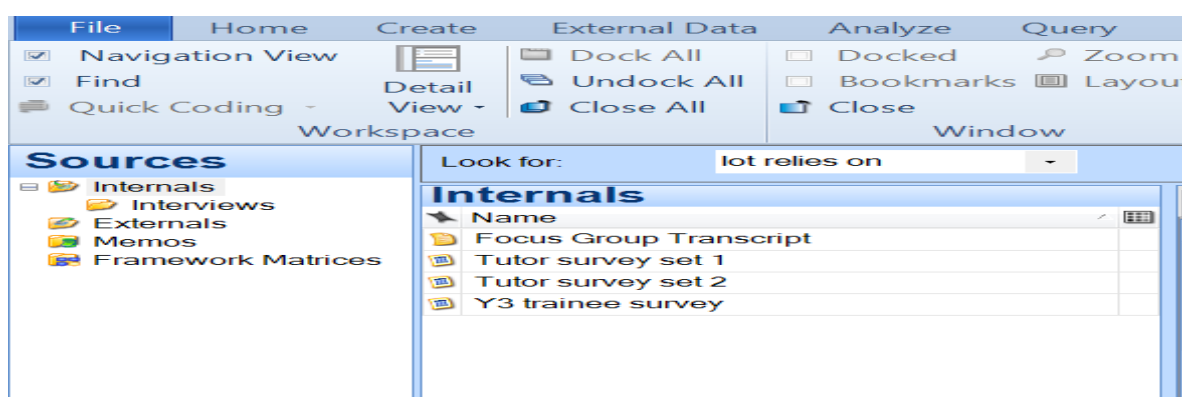 File Home Create External Data Analyze Query
Navigation View
Find
Quick Coding
Detail
View
Workspace
Dock All
Undock All
Close All
Docked
Bookmarks
Close
Zoom
Layou
Window
Sources
Internals
Interviews
Externals
Memos
Framework Matrices
Look for: lot relies on
Internals
Name
Focus Group Transcript
Tutor survey set 1
Tutor survey set 2
Y3 trainee survey